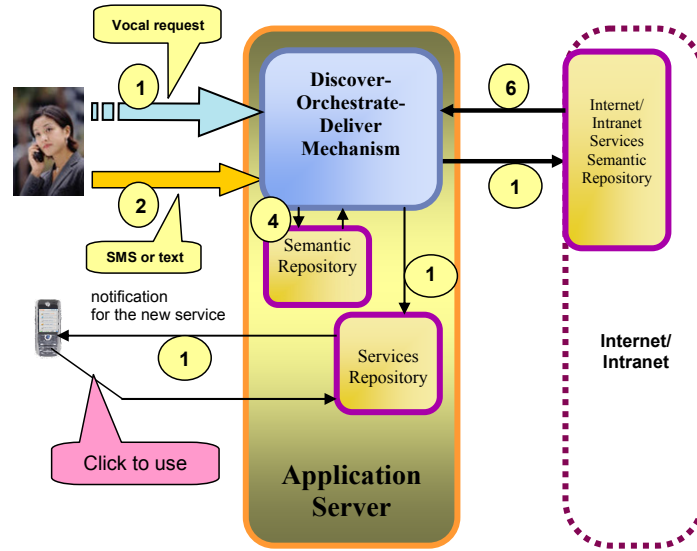 Vocal request
1
Discover-
Orchestrate-
Deliver
Mechanism
6
Internet/
Intranet
Services
Semantic
Repository
1
2
SMS or text
4
Semantic
Repository
1
notification
for the new service
1
Services
Repository
Internet/
Intranet
Click to use
Application
Server